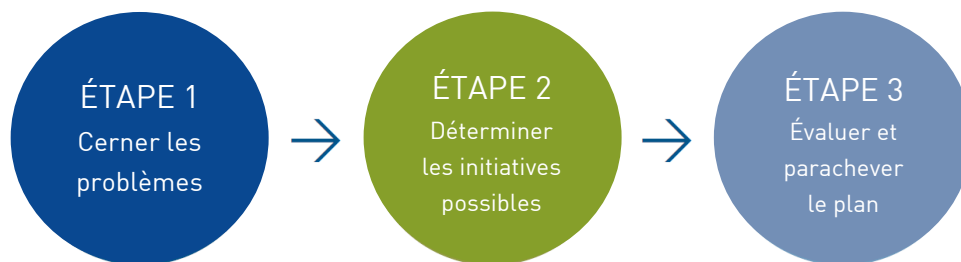 ÉTAPE 1
Cerner les
problèmes
ÉTAPE 2
Déterminer
les initiatives
possibles
ÉTAPE 3
Évaluer et
parachever
le plan